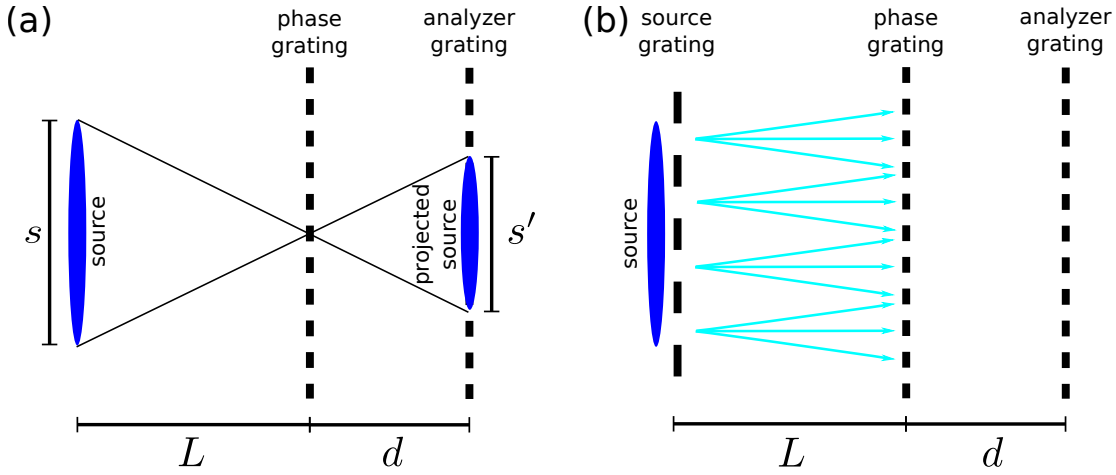 (a)
phase
grating
analyzer
grating
s
source
projected
source
s′
L
d
(b)
source
grating
phase
grating
analyzer
grating
source
L
d